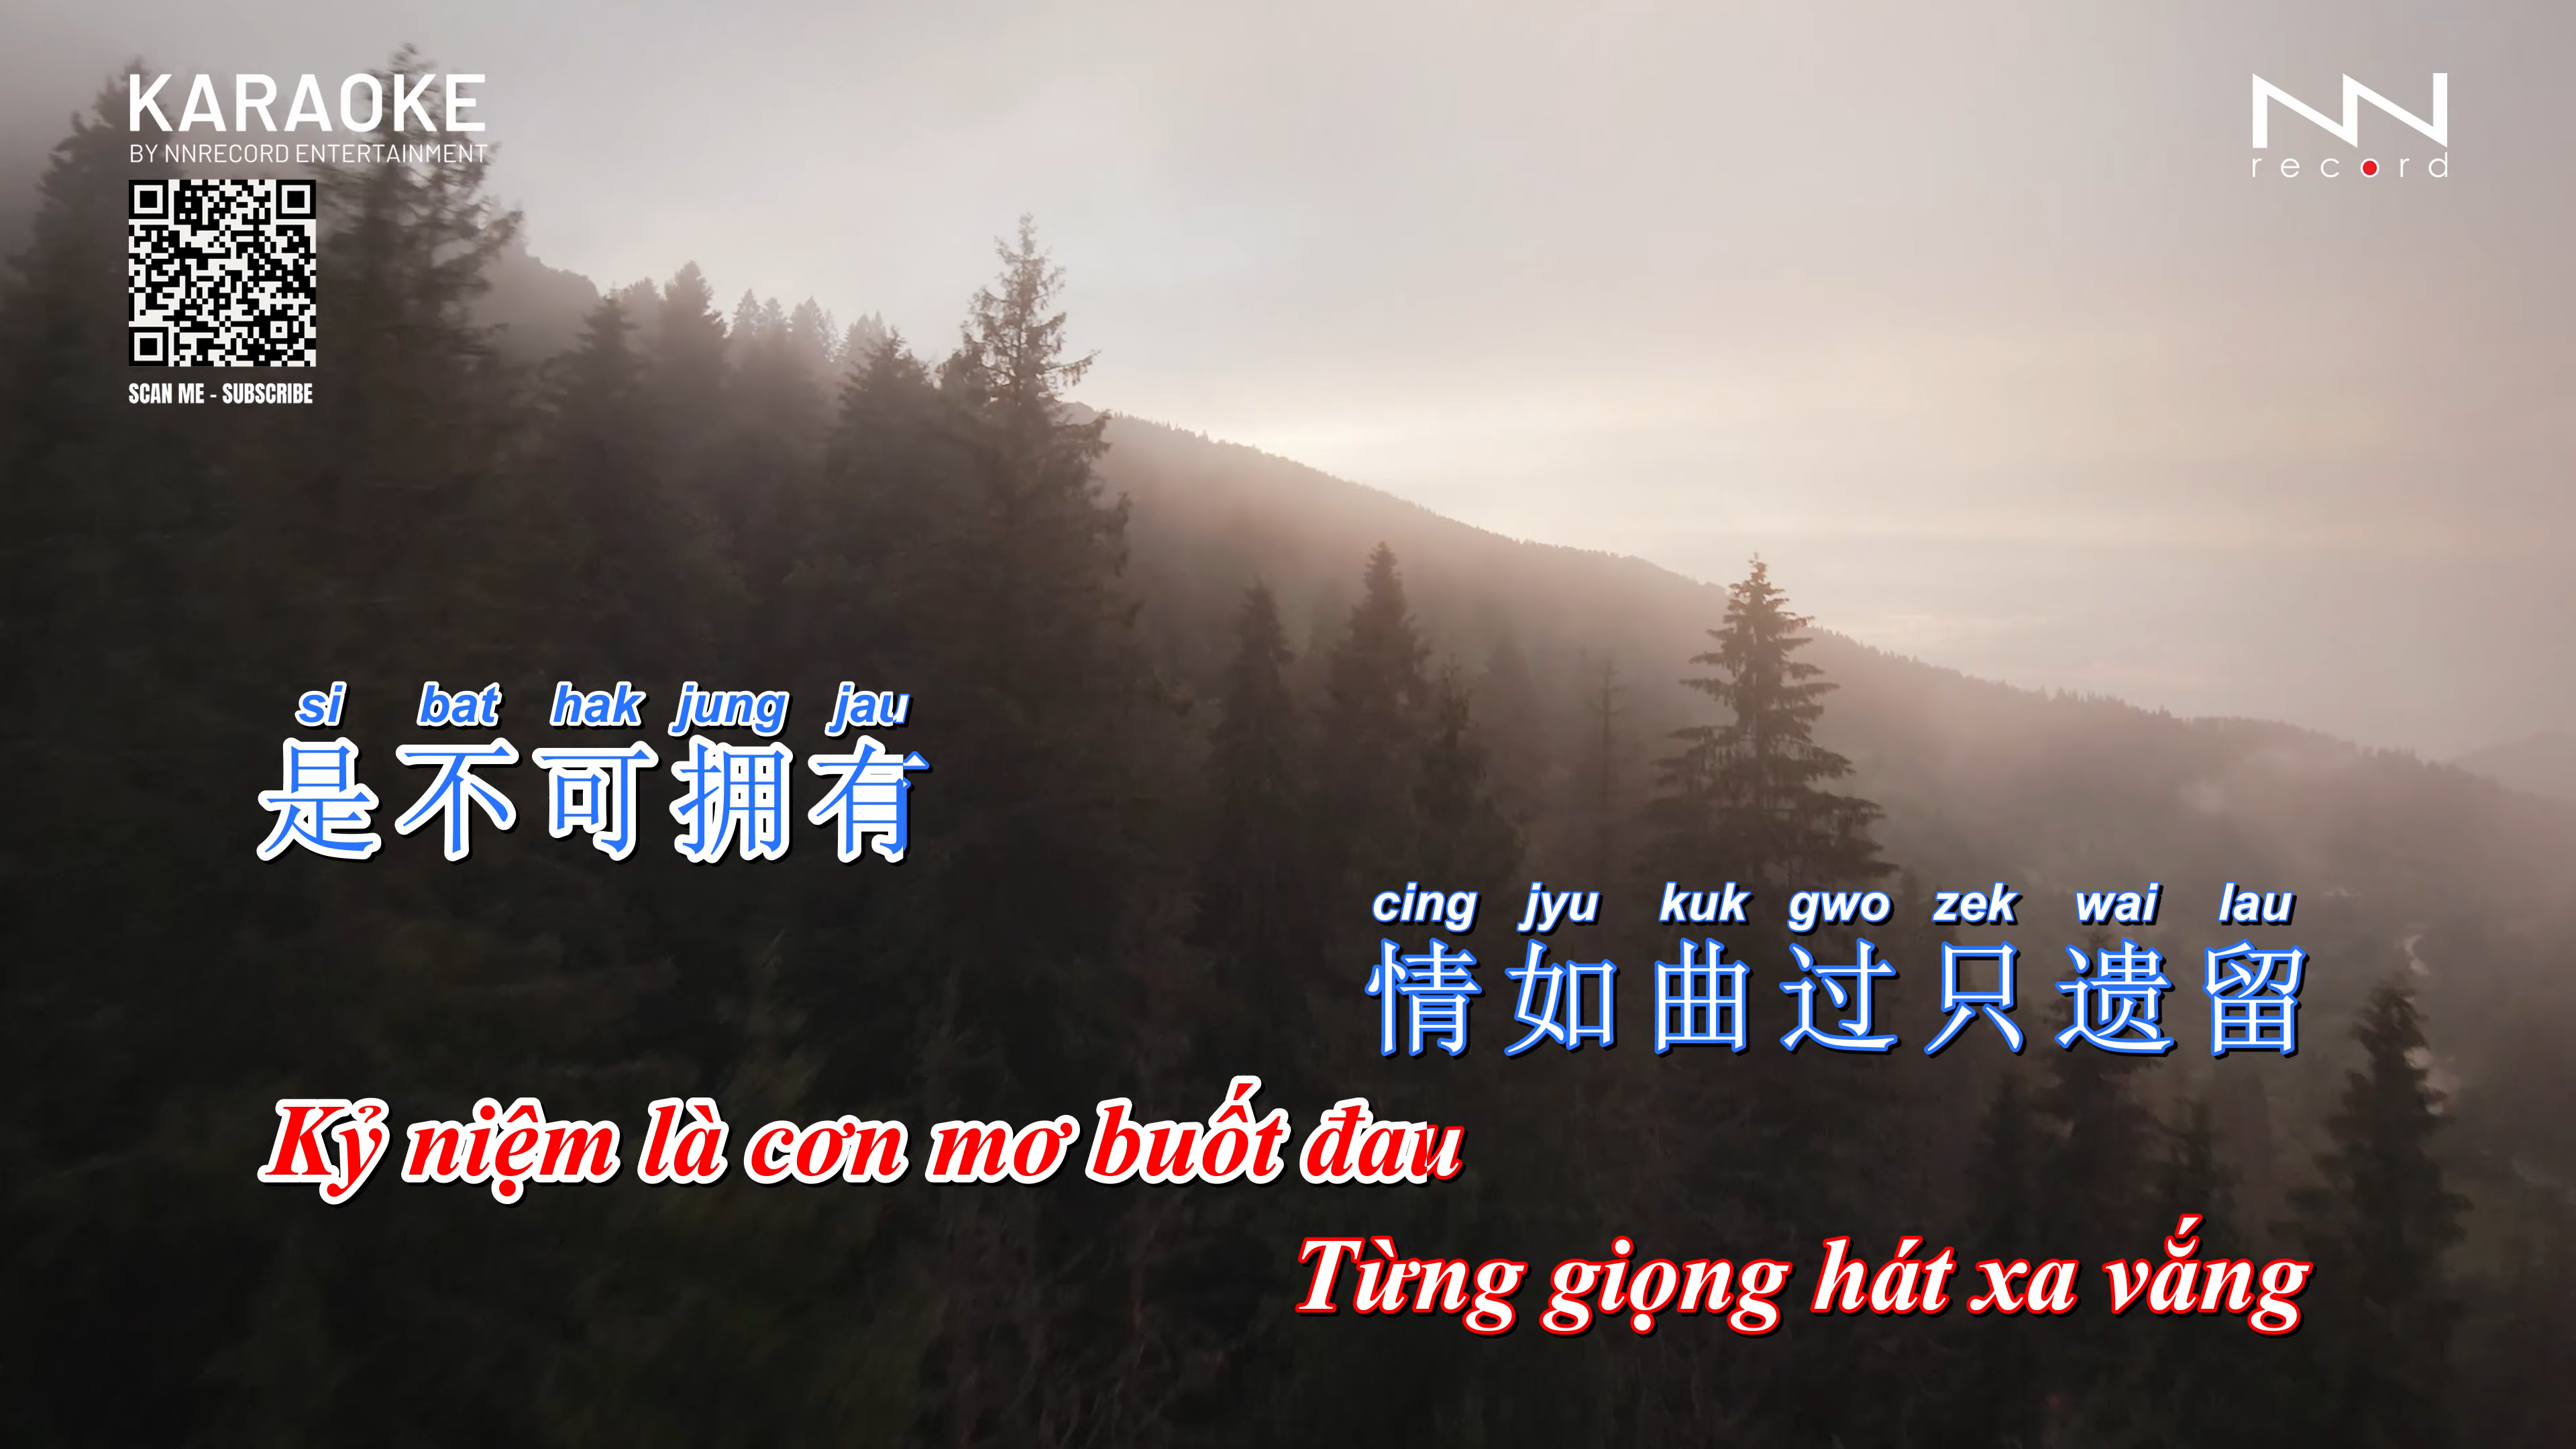 KARAOKE
BY NNRECORD ENTERTAINMENT
SCAN ME - SUBSCRIBE
NN
record
si bat hak jung jau
是不可拥有
cing jyu kuk gwo zek wai lau
情如曲过只遗留
Kỷ niệm là cơn mơ buốt đau
Từng giọng hát xa vắng